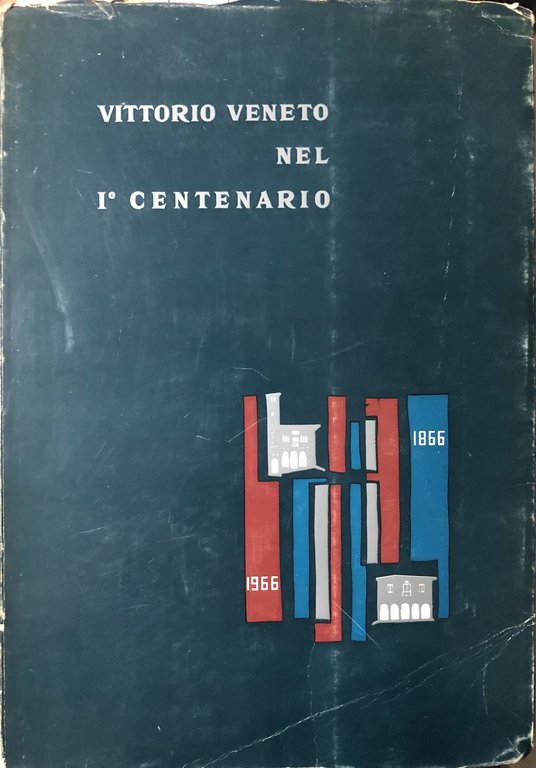 VITTORIO VENETO
NEL
I° CENTENARIO
1866
1966